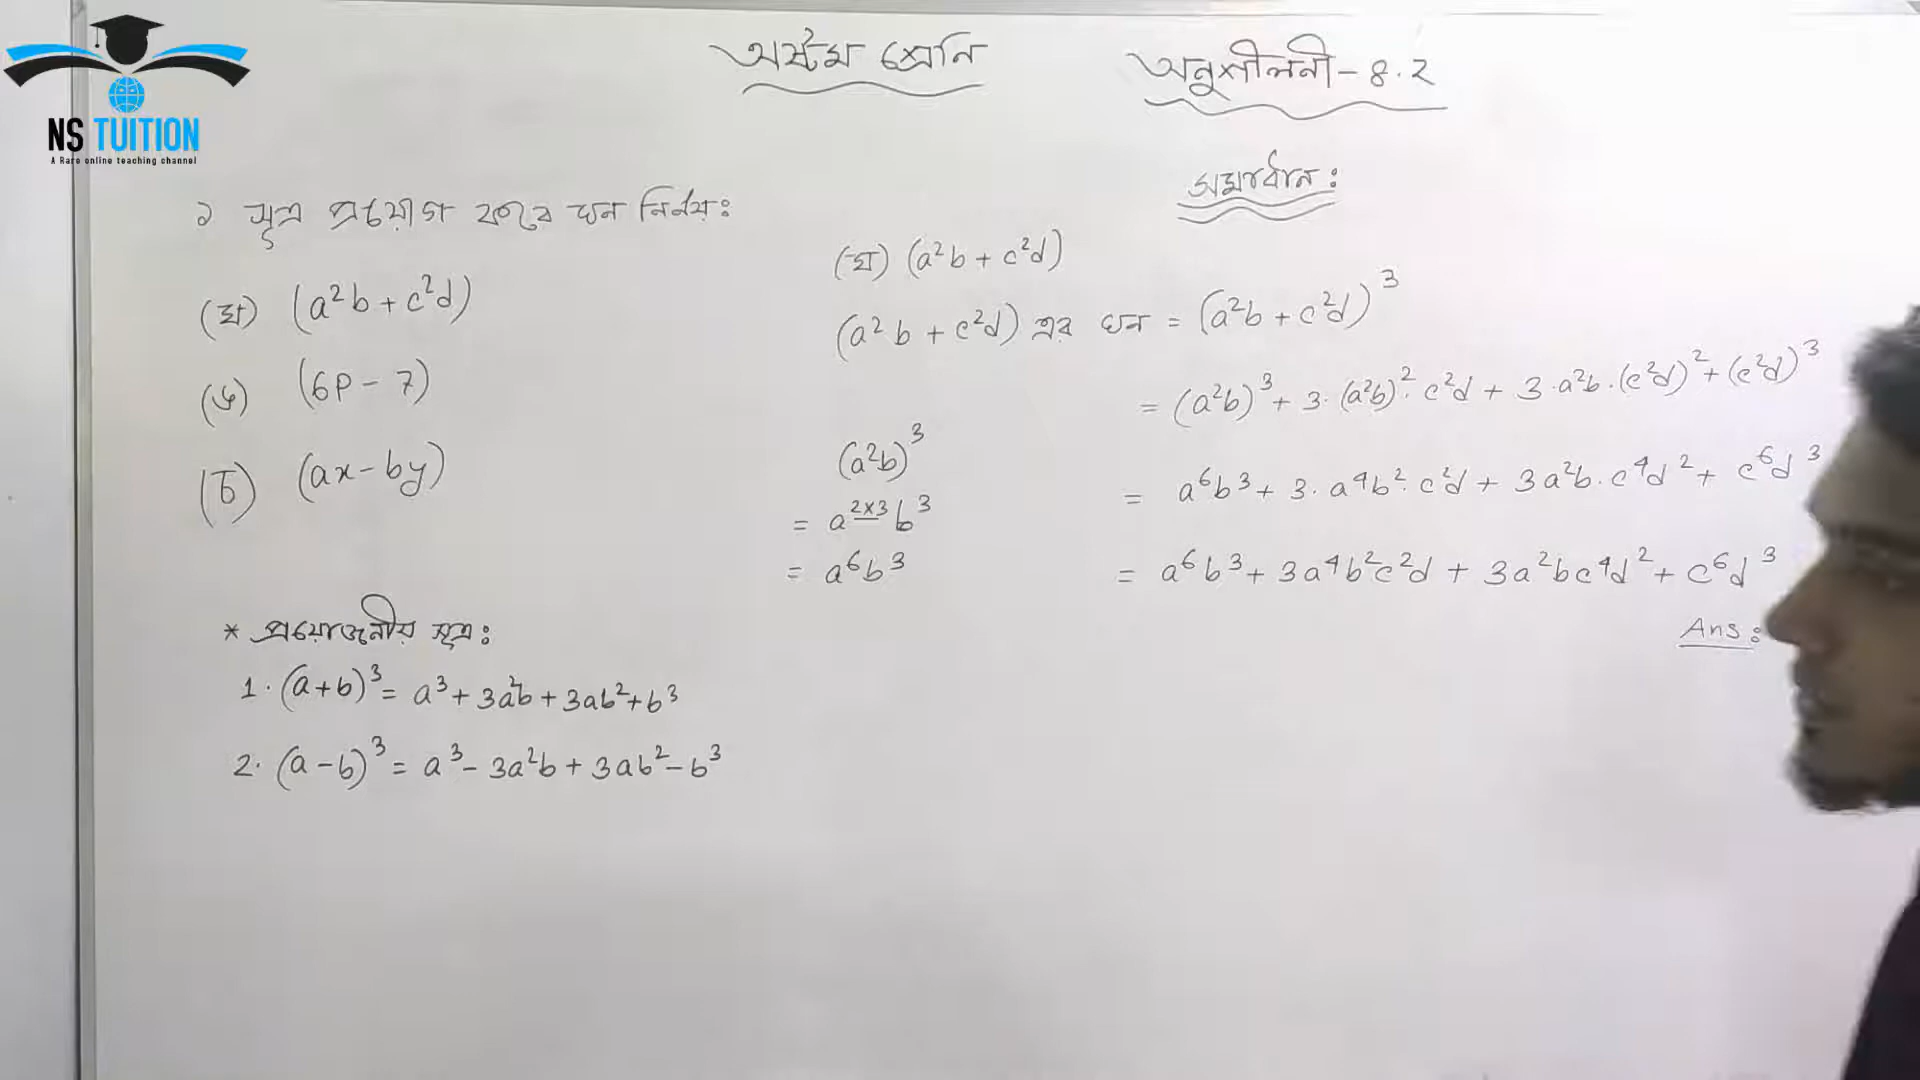 NS TUITION
A Rare online teaching channel
অষ্টম শ্রেনি
অনুশীলনী - ৪.২
১ সূত্র প্রয়োগ করে ঘন নির্নয়ঃ
(ঘ) (a²b + c²d)
(ঙ) (6p - 7)
(চ) (ax - by)
* প্রয়োজনীয় সূত্রঃ
1. (a+b)³ = a³ + 3a²b + 3ab² + b³
2. (a-b)³ = a³ - 3a²b + 3ab² - b³
সমাধানঃ
(ঘ) (a²b + c²d)
(a²b + c²d) এর ঘন = (a²b + c²d)³
= (a²b)³ + 3.(a²b)². c²d + 3.a²b.(c²d)² + (c²d)³
= a⁶b³ + 3. a⁴b². c²d + 3a²b. c⁴d² + c⁶d³
= a⁶b³ + 3a⁴b²c²d + 3a²bc⁴d² + c⁶d³
Ans:
(a²b)³
= a²ˣ³ b³
= a⁶b³